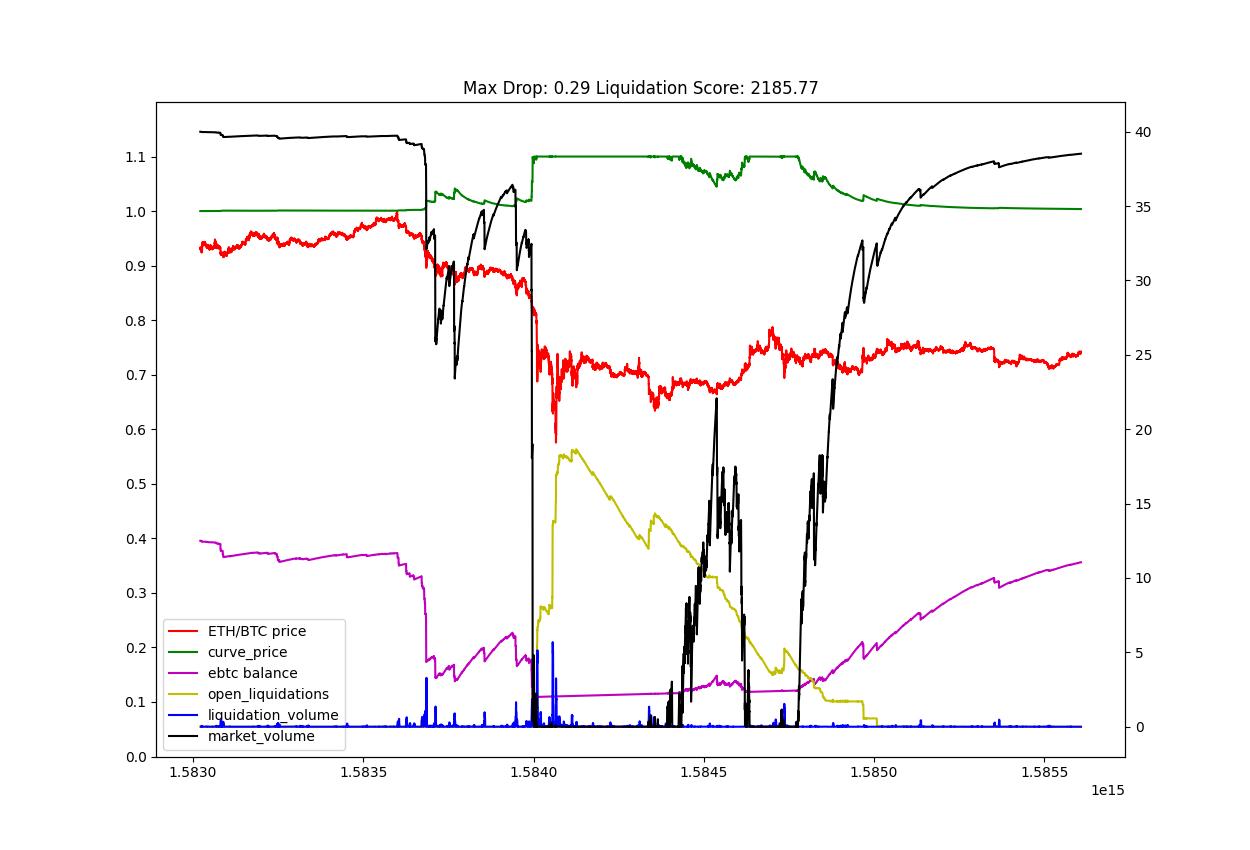 Max Drop: 0.29 Liquidation Score: 2185.77
1.1
1.0
0.9
0.8
0.7
0.6
0.5
0.4
0.3
0.2
0.1
0.0
40
35
30
25
20
15
10
5
0
ETH/BTC price
curve_price
ebtc balance
open_liquidations
liquidation_volume
market_volume
1.5830 1.5835 1.5840 1.5845 1.5850 1.5855
1e15